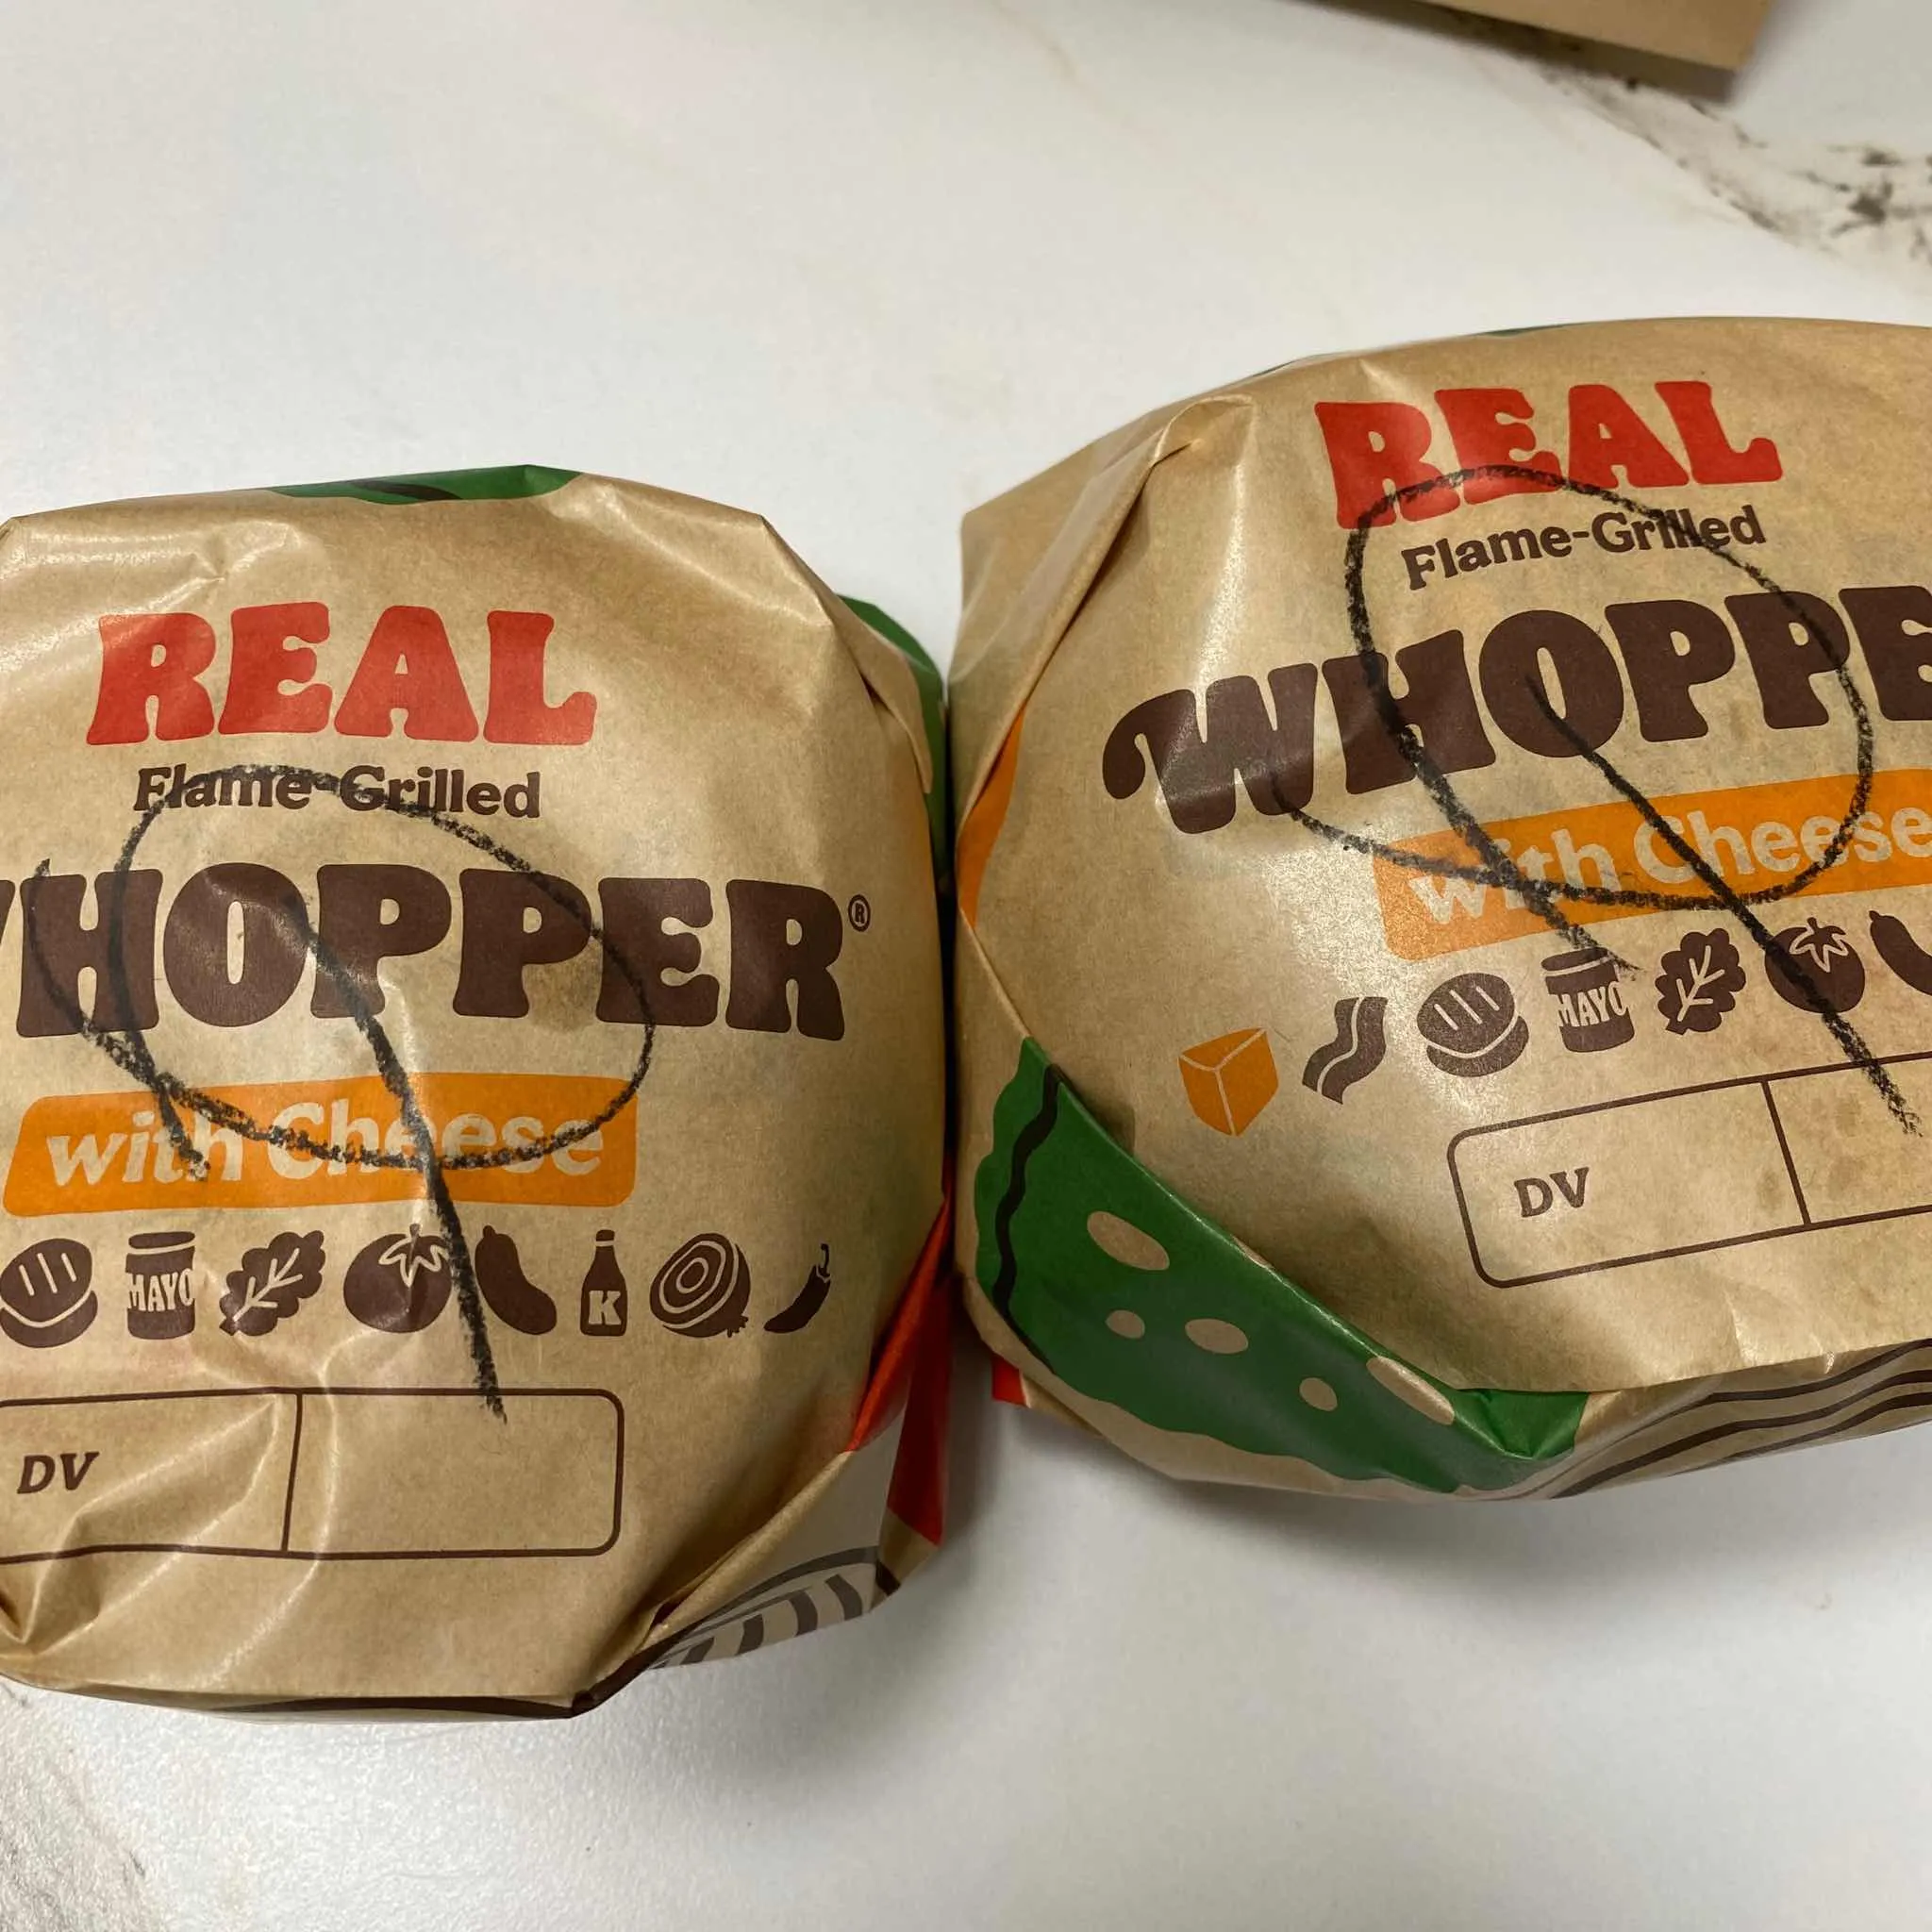 REAL
Flame-Grilled
WHOPPER®
with Cheese
MAYO
K
DV
REAL
Flame-Grilled
WHOPPE
with Cheese
MAYO
DV